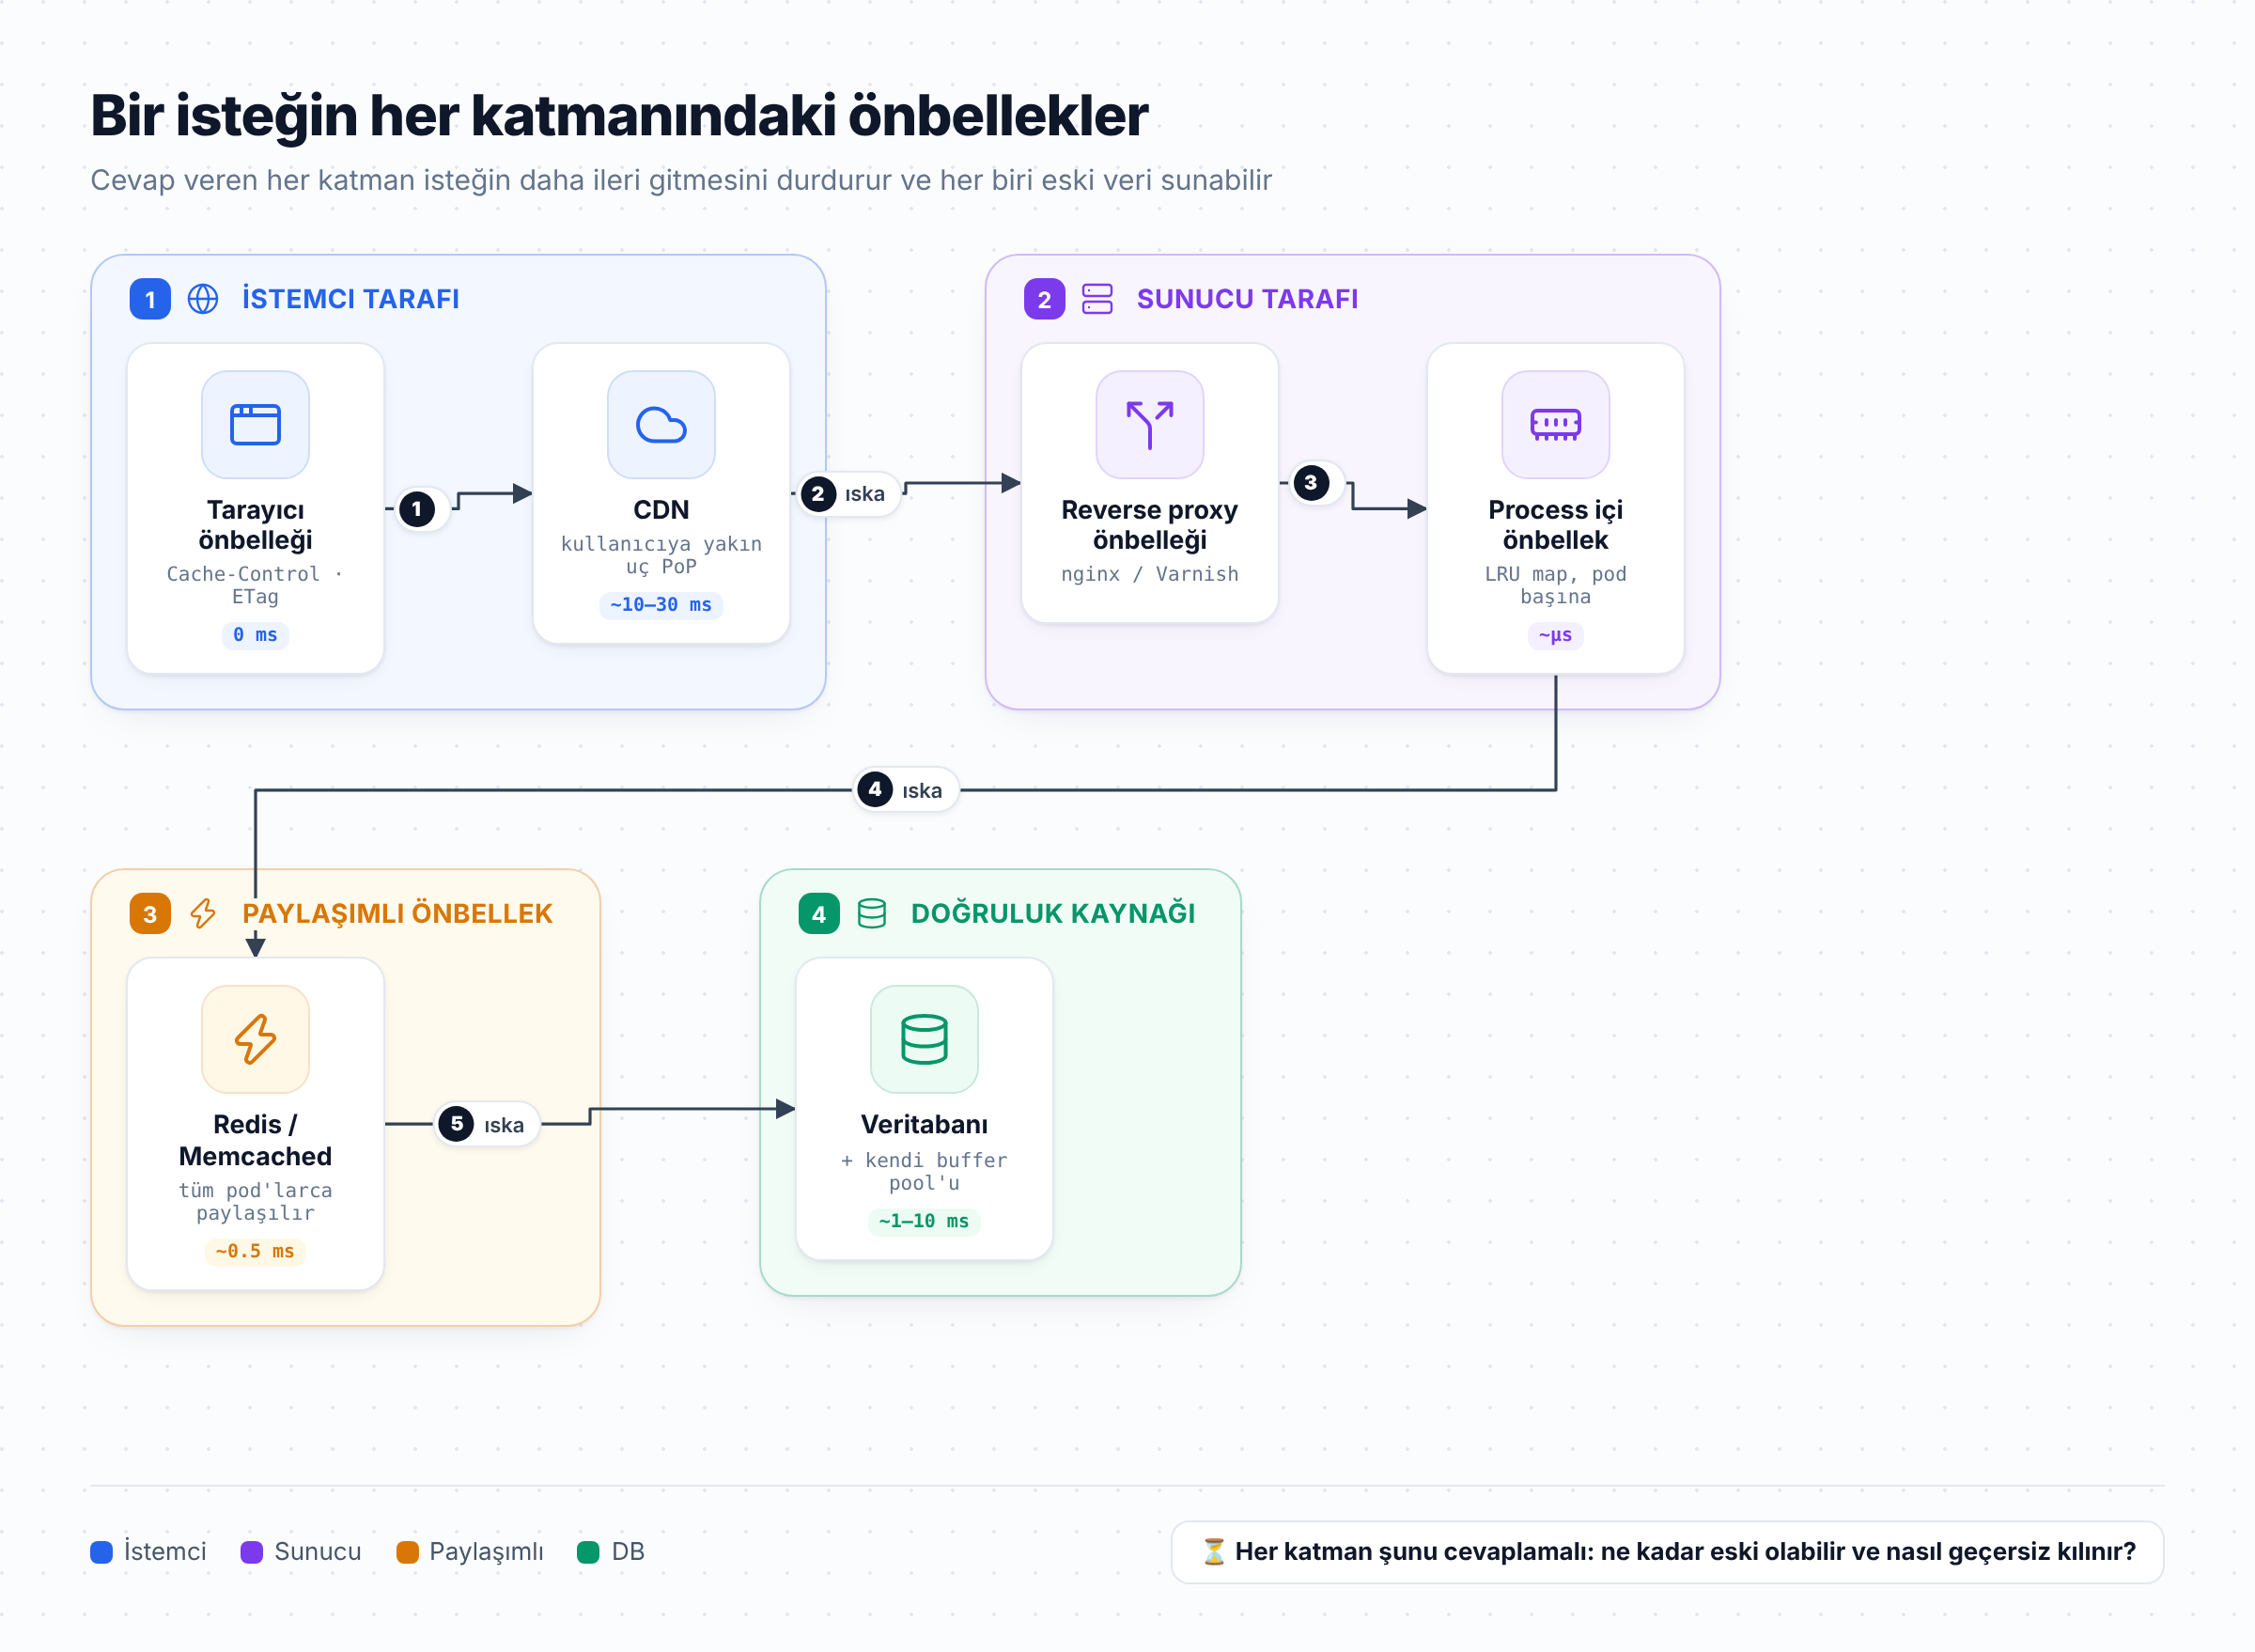 Bir isteğin her katmanındaki önbellekler
Cevap veren her katman isteğin daha ileri gitmesini durdurur ve her biri eski veri sunabilir
1 İSTEMCI TARAFI
Tarayıcı
önbelleği
Cache-Control ·
ETag
0 ms
1
CDN
kullanıcıya yakın
uç PoP
~10–30 ms
2 ıska
2 SUNUCU TARAFI
Reverse proxy
önbelleği
nginx / Varnish
3
Process içi
önbellek
LRU map, pod
başına
~µs
4 ıska
3 PAYLAŞIMLI ÖNBELLEK
Redis /
Memcached
tüm pod'larca
paylaşılır
~0.5 ms
5 ıska
4 DOĞRULUK KAYNAĞI
Veritabanı
+ kendi buffer
pool'u
~1–10 ms
İstemci
Sunucu
Paylaşımlı
DB
⏳ Her katman şunu cevaplamalı: ne kadar eski olabilir ve nasıl geçersiz kılınır?